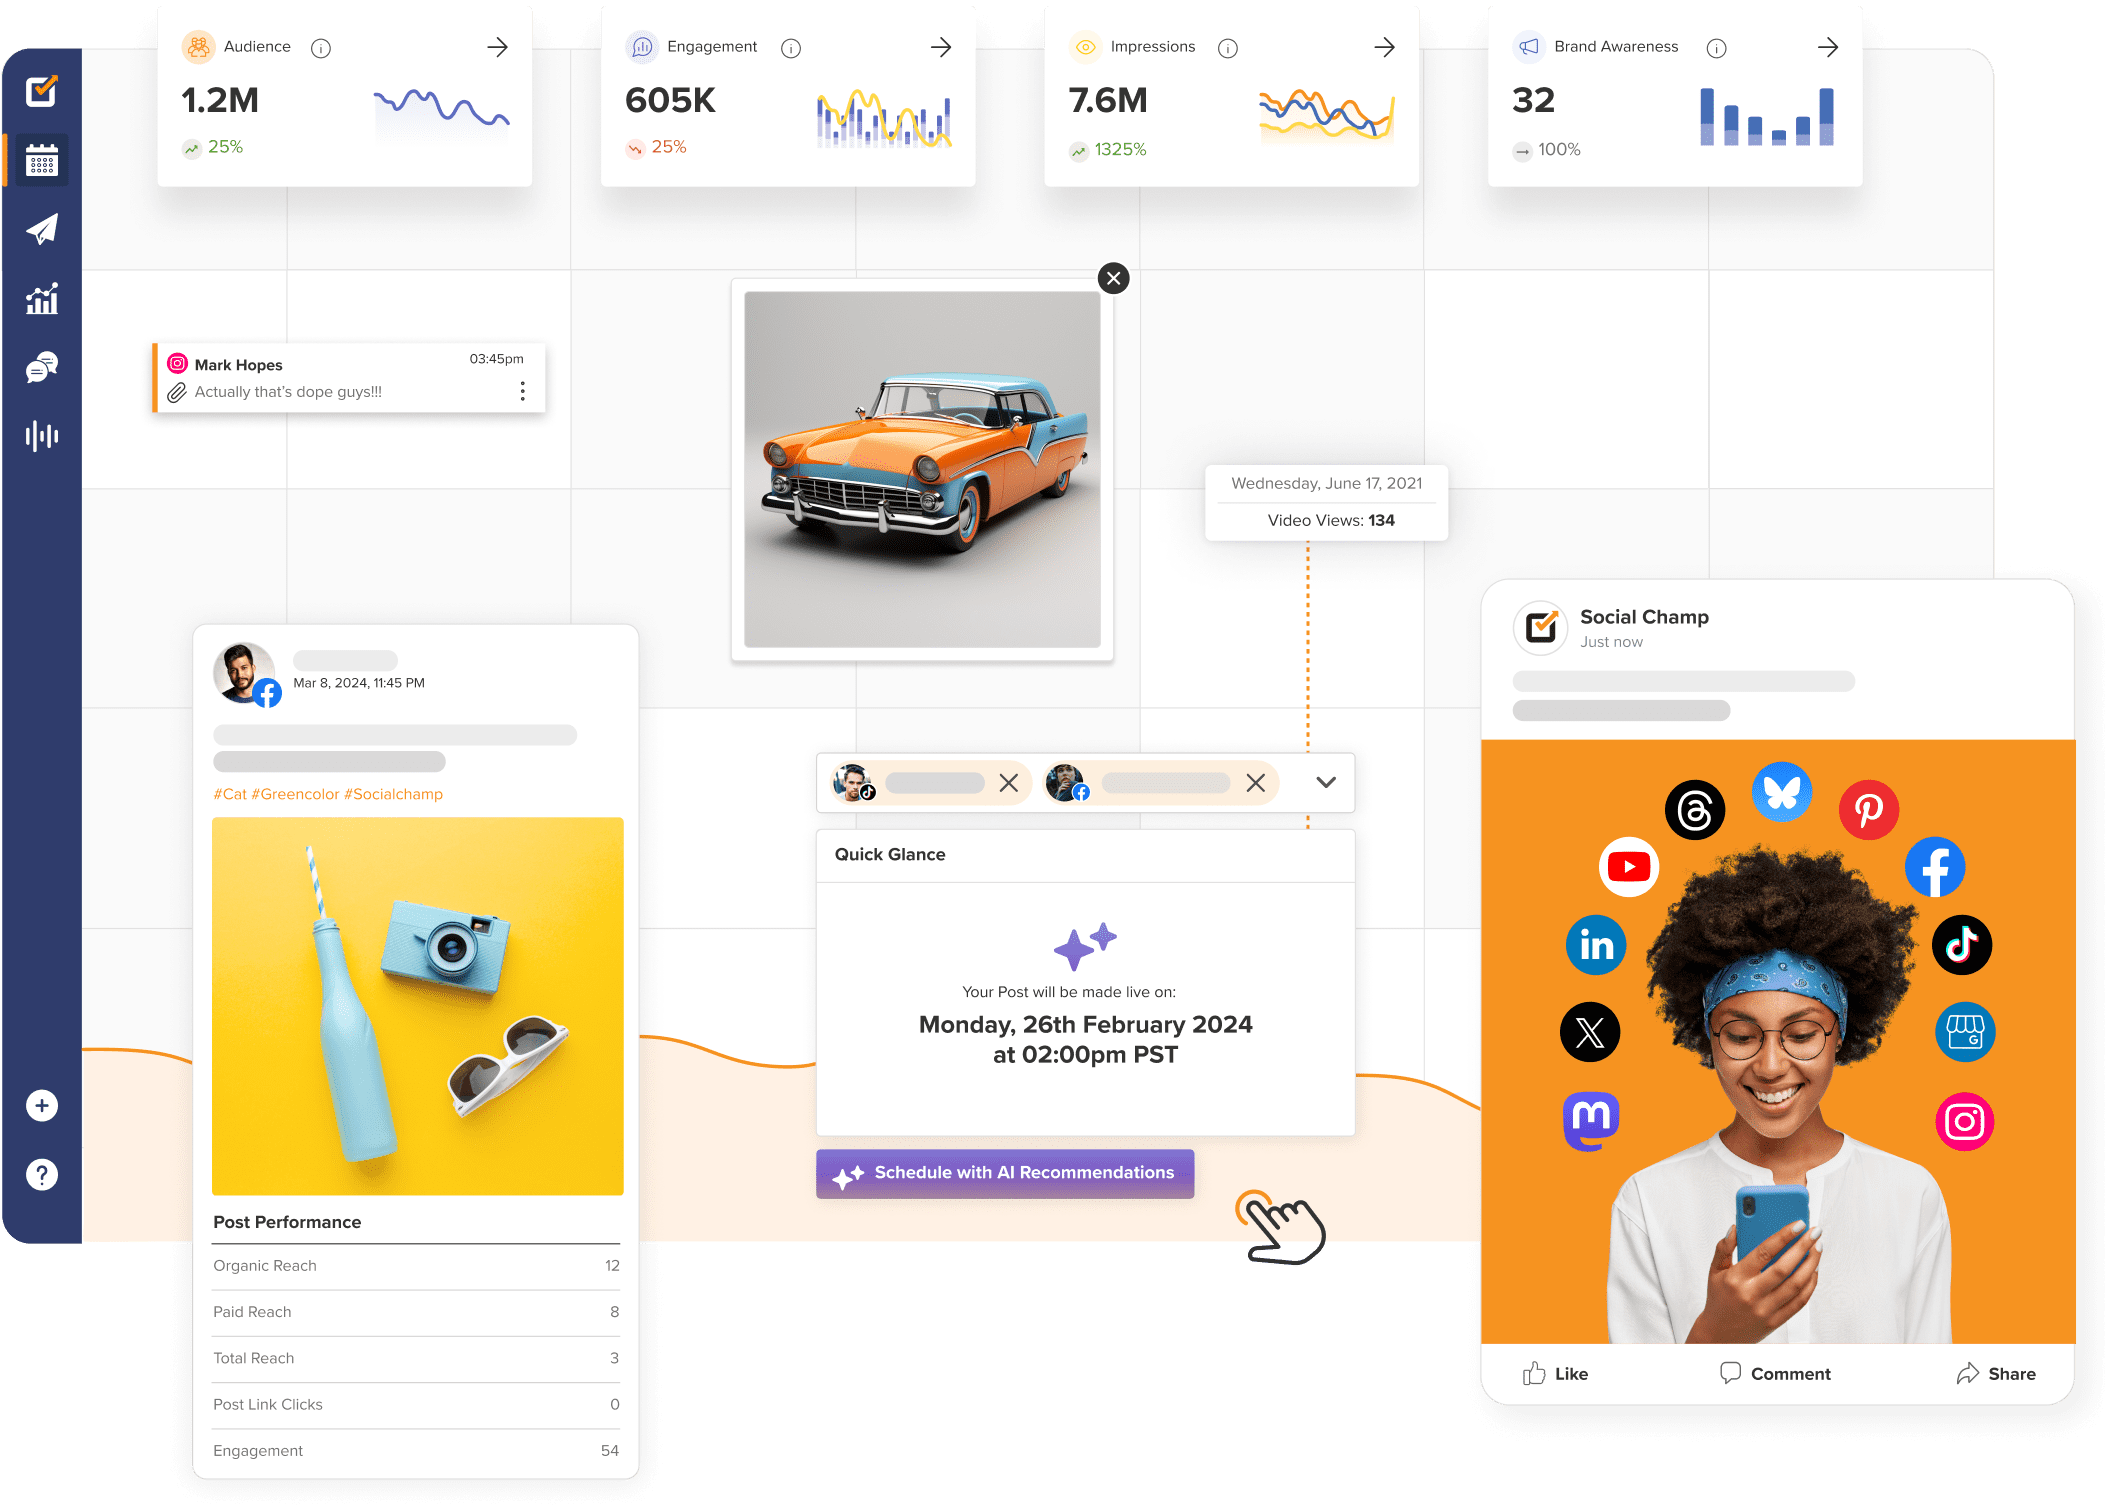 Audience
1.2M
25%
Engagement
605K
25%
Impressions
7.6M
1325%
Brand Awareness
32
100%
Mark Hopes
03:45pm
Actually that's dope guys!!!
Wednesday, June 17, 2021
Video Views: 134
Mar 8, 2024, 11:45 PM
#Cat #Greencolor #Socialchamp
Post Performance
Organic Reach 12
Paid Reach 8
Total Reach 3
Post Link Clicks 0
Engagement 54
Quick Glance
Your Post will be made live on:
Monday, 26th February 2024
at 02:00pm PST
Schedule with AI Recommendations
Social Champ
Just now
in
G
Like
Comment
Share